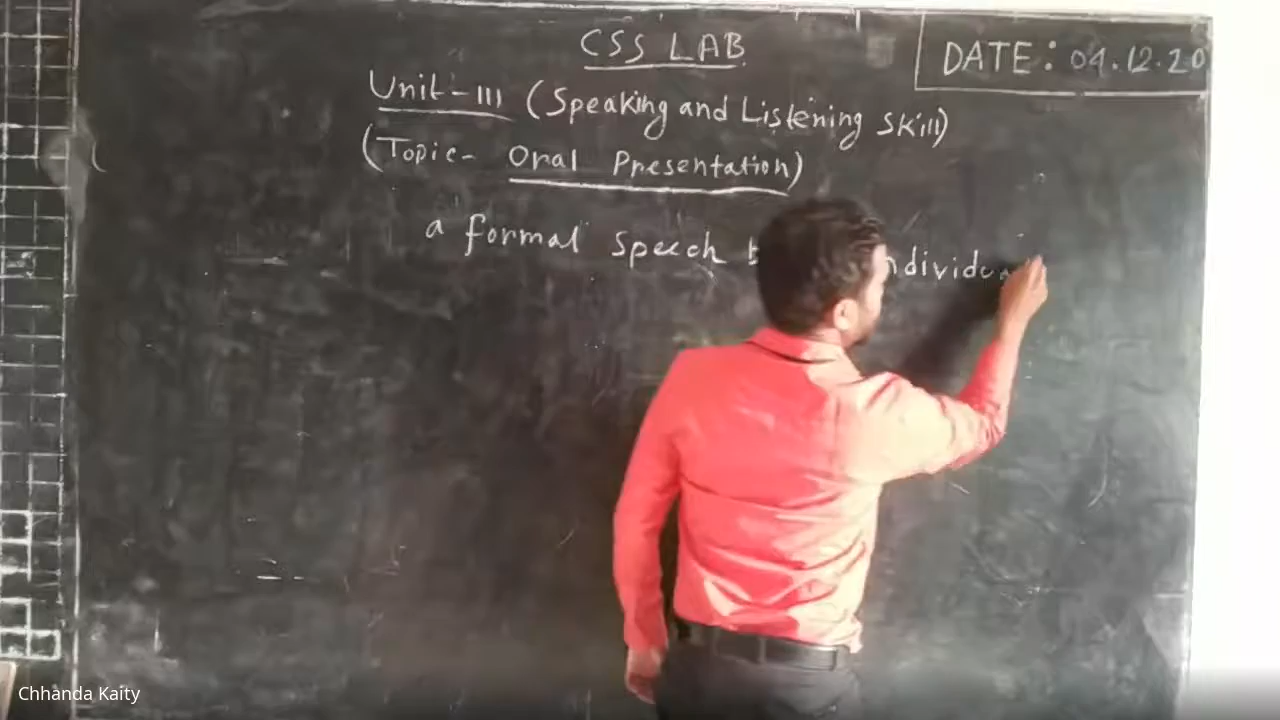 CSS LAB
DATE: 04.12.20
Unit-III (Speaking and Listening Skill)
(Topic- Oral Presentation)
a formal speech
Chhanda Kaity